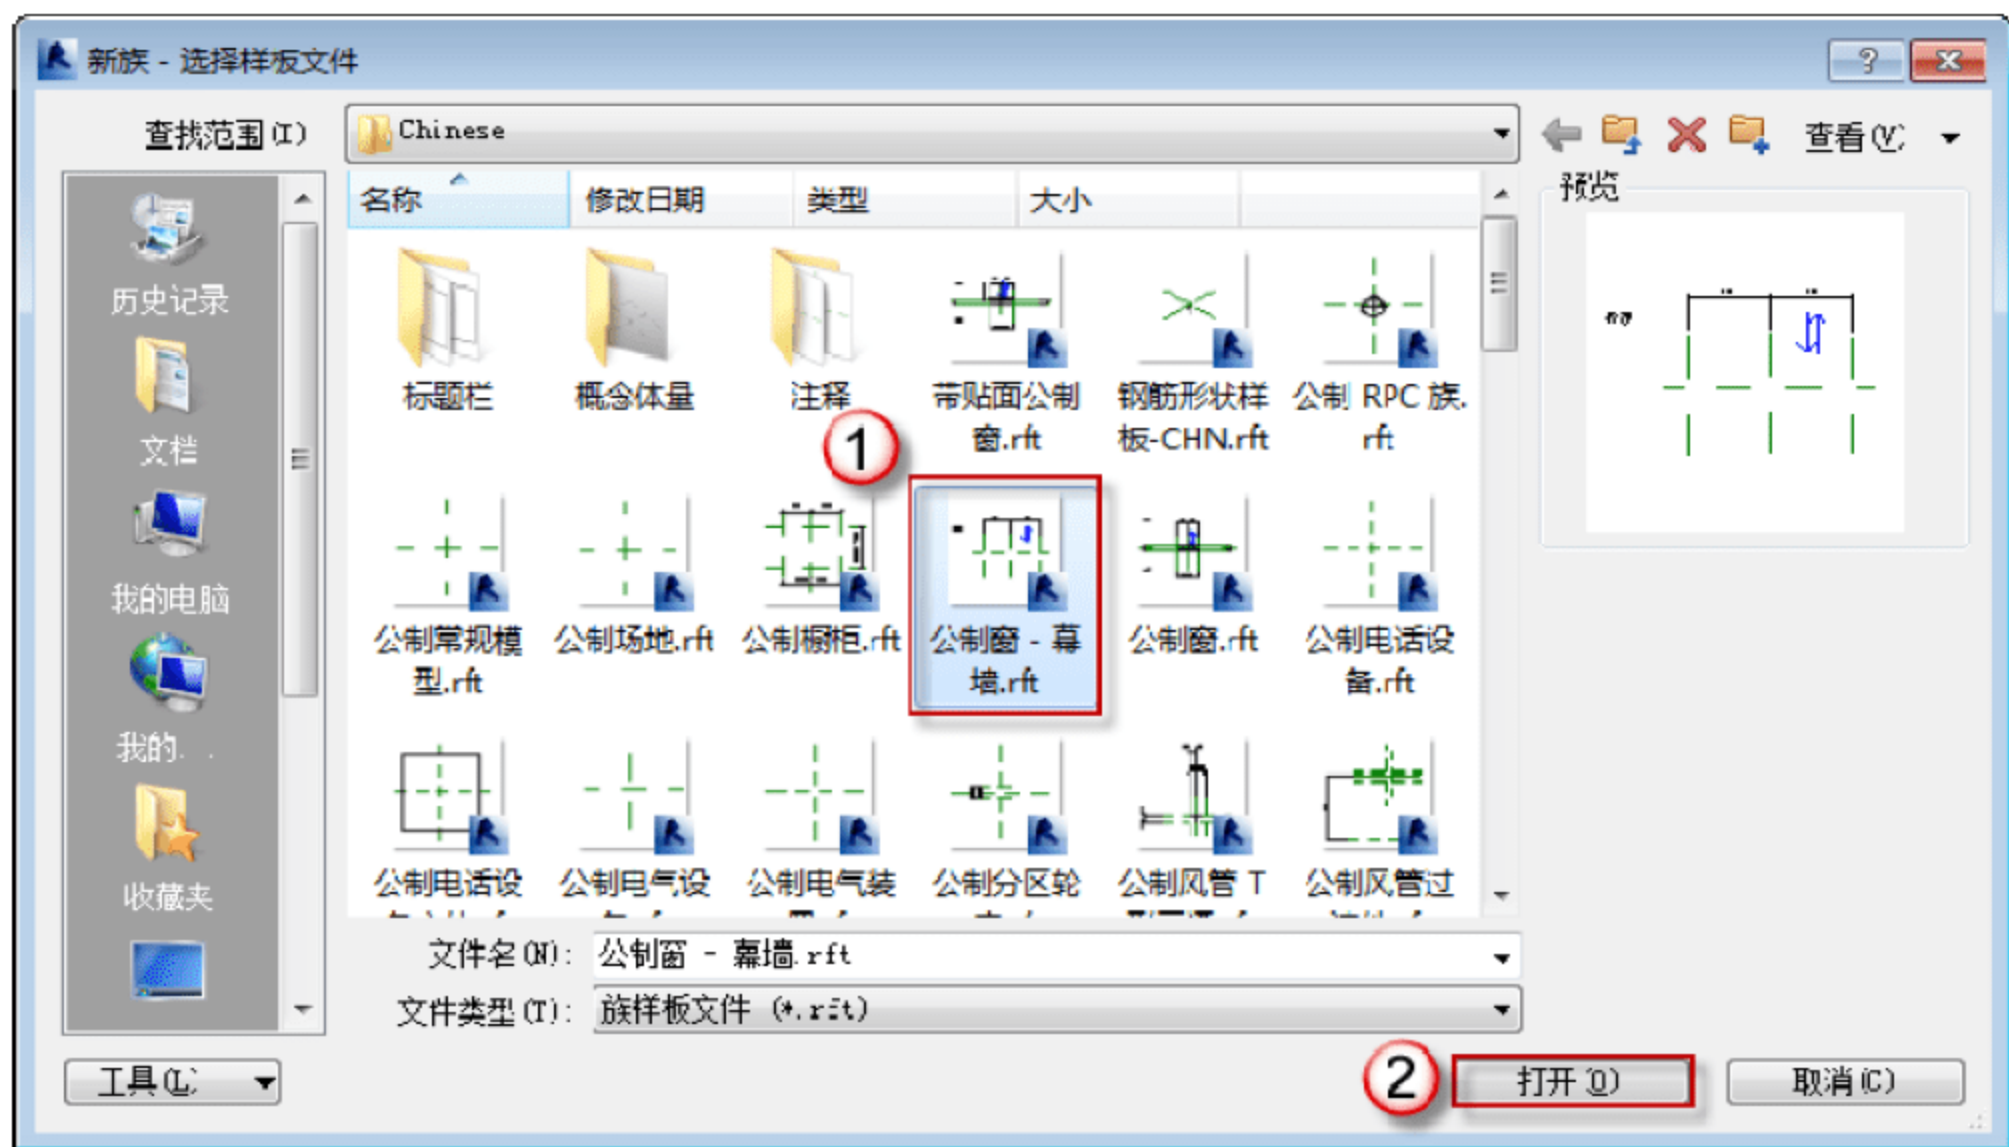 新族 - 选择样板文件
查找范围(I)
Chinese
查看(V)
名称
修改日期
类型
大小
预览
历史记录
文档
我的电脑
我的...
收藏夹
标题栏
概念体量
注释
带贴面公制
窗.rft
钢筋形状样
板-CHN.rft
公制 RPC 族.
rft
1
公制常规模
型.rft
公制场地.rft
公制橱柜.rft
公制窗 - 幕
墙.rft
公制窗.rft
公制电话设
备.rft
公制电话设
公制电气设
公制电气装
公制分区轮
公制风管 T
公制风管过
文件名(N):
公制窗 - 幕墙.rft
文件类型(T):
族样板文件 (*.rft)
工具(L)
2
打开(O)
取消(C)